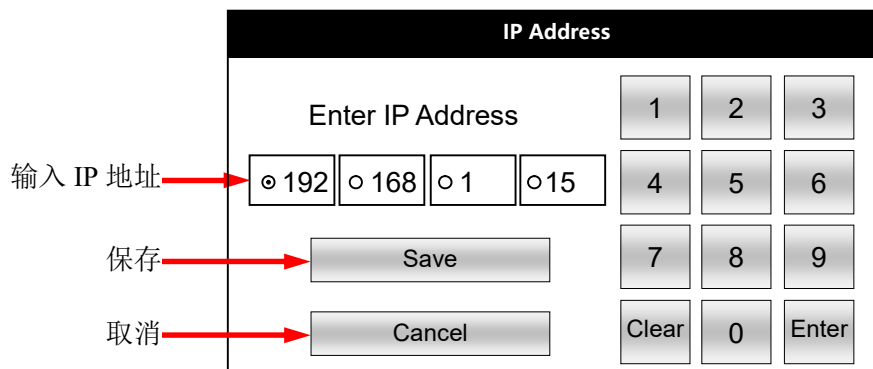 IP Address
Enter IP Address
1 2 3
输入 IP 地址
192 168 1 15
4 5 6
保存
Save
7 8 9
取消
Cancel
Clear 0 Enter